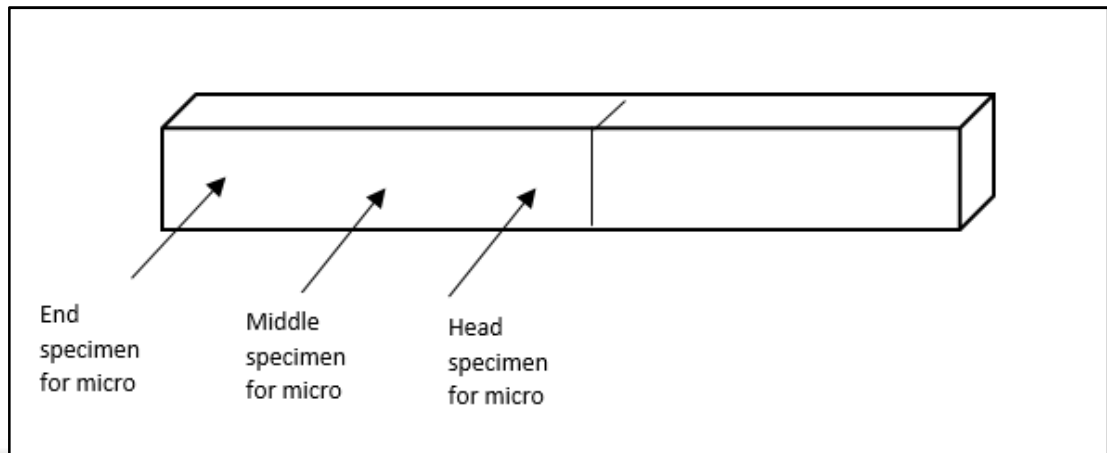 End
specimen
for micro
Middle
specimen
for micro
Head
specimen
for micro